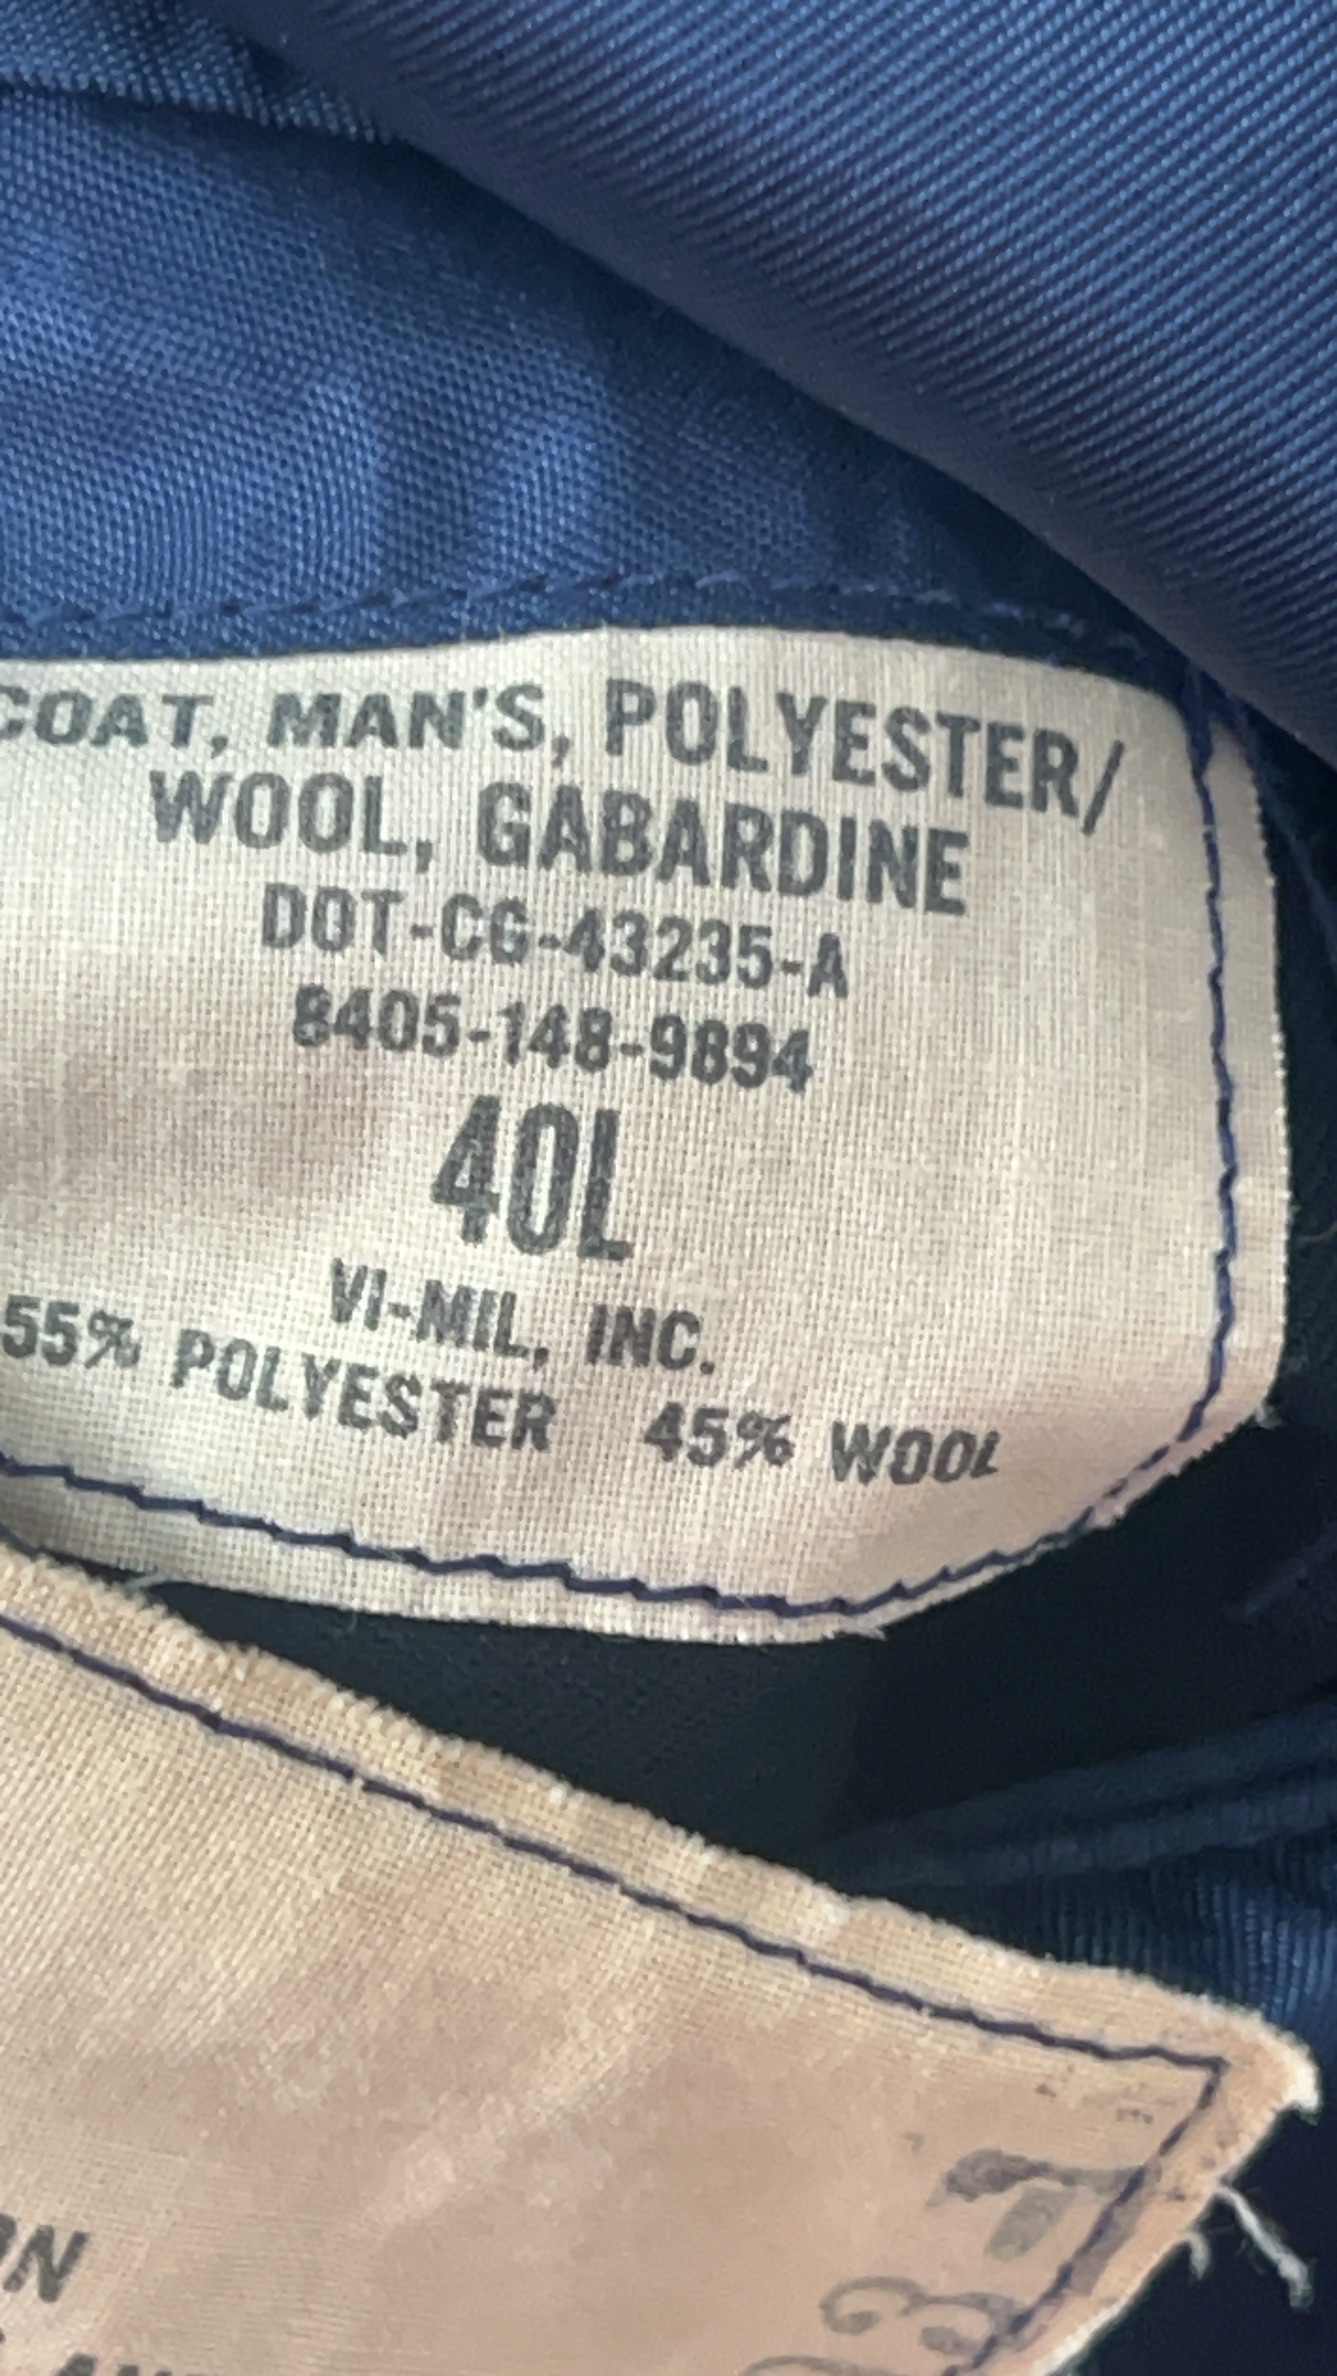 COAT, MAN'S, POLYESTER/
WOOL, GABARDINE
DOT-CG-43235-A
8405-148-9894
40L
VI-MIL, INC.
55% POLYESTER 45% WOOL